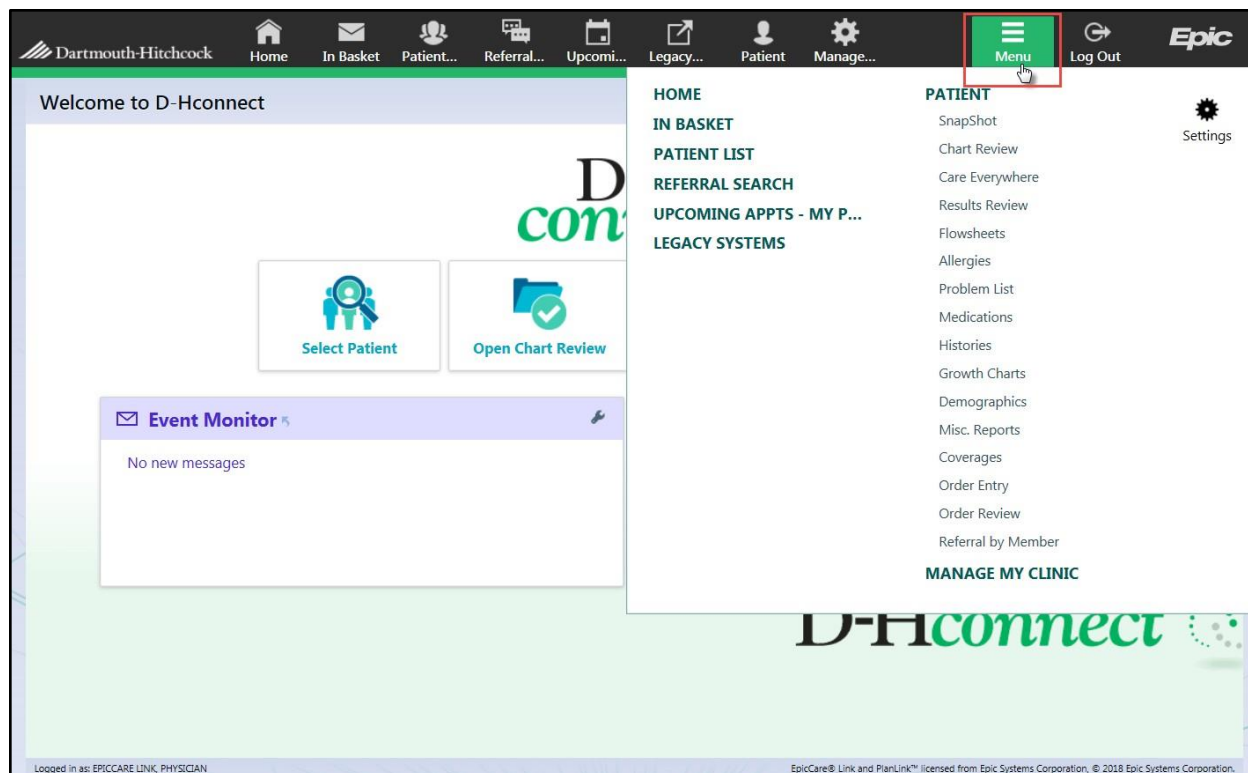 Dartmouth-Hitchcock
Home
In Basket
Patient...
Referral...
Upcomi...
Legacy...
Patient
Manage...
Menu
Log Out
Epic
Welcome to D-Hconnect
HOME
IN BASKET
PATIENT LIST
REFERRAL SEARCH
UPCOMING APPTS - MY P...
LEGACY SYSTEMS
PATIENT
SnapShot
Chart Review
Care Everywhere
Results Review
Flowsheets
Allergies
Problem List
Medications
Histories
Growth Charts
Demographics
Misc. Reports
Coverages
Order Entry
Order Review
Referral by Member
MANAGE MY CLINIC
Settings
D
con
Select Patient
Open Chart Review
Event Monitor
No new messages
D-Hconnect
Logged in as: EPICCARE LINK, PHYSICIAN
EpicCare® Link and PlanLink™ licensed from Epic Systems Corporation, © 2018 Epic Systems Corporation.